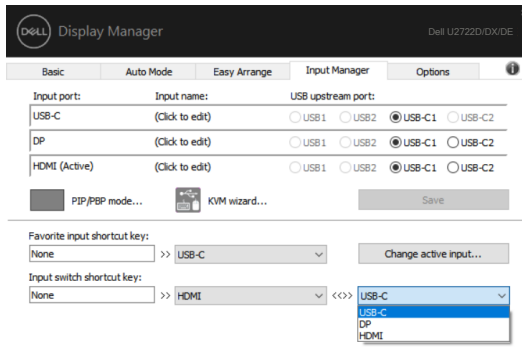 DELL Display Manager Dell U2722D/DX/DE
Basic Auto Mode Easy Arrange Input Manager Options i
Input port: Input name: USB upstream port:
USB-C (Click to edit) USB1 USB2 USB-C1 USB-C2
DP (Click to edit) USB1 USB2 USB-C1 USB-C2
HDMI (Active) (Click to edit) USB1 USB2 USB-C1 USB-C2
PIP/PBP mode... KVM wizard... Save
Favorite input shortcut key:
None >> USB-C Change active input...
Input switch shortcut key:
None >> HDMI <<>> USB-C
USB-C
DP
HDMI